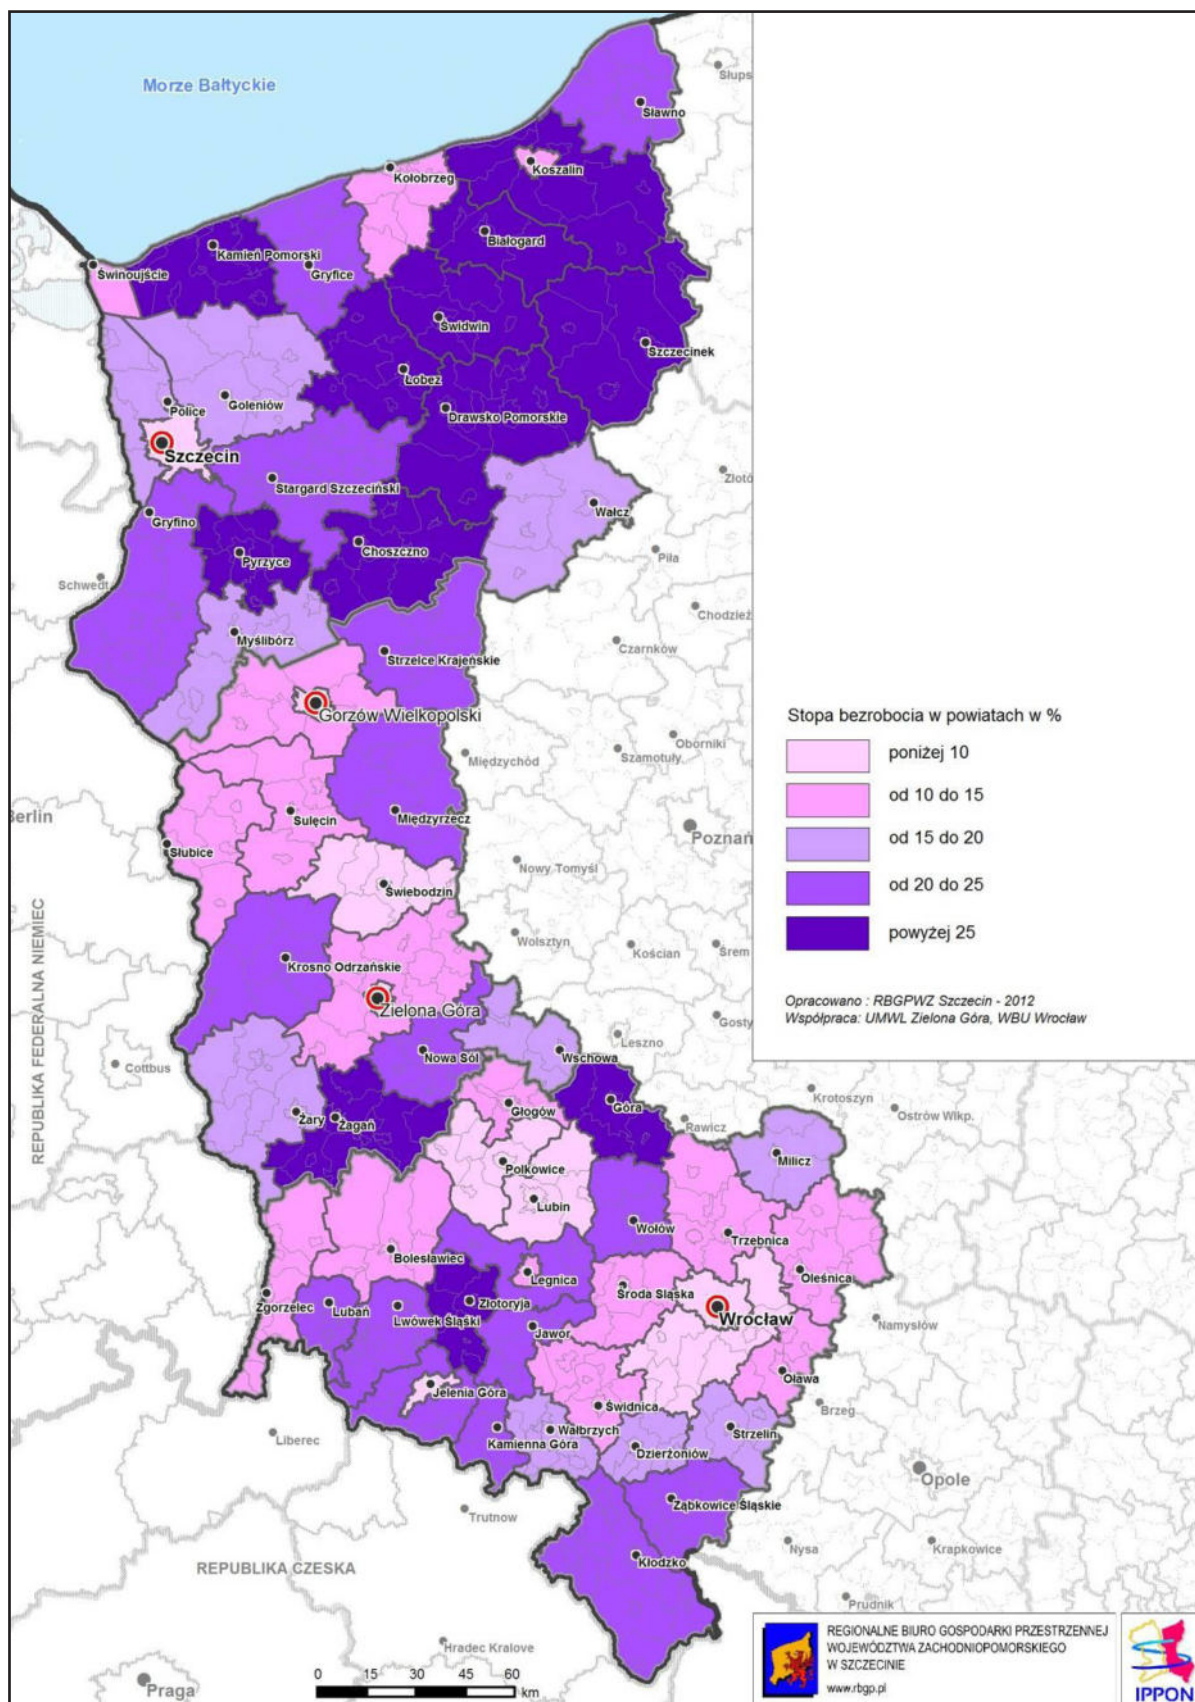 Morze Bałtyckie
Słups
Sławno
Koszalin
Kołobrzeg
Białogard
Kamień Pomorski
Gryfice
Świnoujście
Świdwin
Szczecinek
Łobez
Drawsko Pomorskie
Police
Goleniów
Szczecin
Stargard Szczeciński
Złotó
Wałcz
Gryfino
Choszczno
Pyrzyce
Piła
Schwedt
Chodzież
Myślibórz
Czarnków
Strzelce Krajeńskie
Gorzów Wielkopolski
Stopa bezrobocia w powiatach w %
Oborniki
Szamotuły
Międzychód
poniżej 10
od 10 do 15
Berlin
Sulęcin
Międzyrzecz
Poznań
od 15 do 20
Słubice
Nowy Tomyśl
Świebodzin
od 20 do 25
REPUBLIKA FEDERALNA NIEMIEC
Wolsztyn
Kościan
Śrem
powyżej 25
Krosno Odrzańskie
Zielona Góra
Opracowano : RBGPWZ Szczecin - 2012
Współpraca: UMWL Zielona Góra, WBU Wrocław
Gosty
Leszno
Nowa Sól
Wschowa
Cottbus
Krotoszyn
Głogów
Góra
Ostrów Wlkp.
Żary
Żagań
Rawicz
Milicz
Polkowice
Lubin
Wołów
Trzebnica
Bolesławiec
Legnica
Oleśnica
Środa Śląska
Zgorzelec
Lubań
Lwówek Śląski
Złotoryja
Wrocław
Namysłów
Jawor
Jelenia Góra
Oława
Brzeg
Świdnica
Liberec
Kamienna Góra
Wałbrzych
Strzelin
Dzierżoniów
Opole
Trutnow
Ząbkowice Śląskie
Nysa
Krapkowice
REPUBLIKA CZESKA
Kłodzko
Prudnik
Hradec Kralove
Praga
0 15 30 45 60
km
REGIONALNE BIURO GOSPODARKI PRZESTRZENNEJ
WOJEWÓDZTWA ZACHODNIOPOMORSKIEGO
W SZCZECINIE
www.rbgp.pl
IPPON